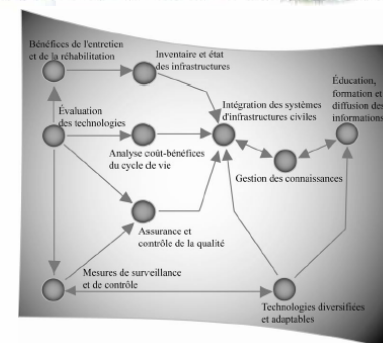 Bénéfices de l'entretien
et de la réhabilitation
Inventaire et état
des infrastructures
Éducation,
formation et
diffusion des
informations
Intégration des systèmes
d'infrastructures civiles
Évaluation
des technologies
Analyse coût-bénéfices
du cycle de vie
Gestion des connaissances
Assurance et
contrôle de la qualité
Mesures de surveillance
et de contrôle
Technologies diversifiées
et adaptables